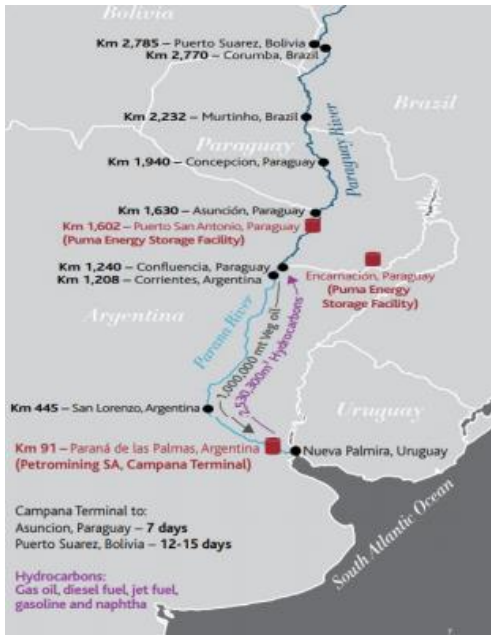 Bolivia
Km 2,785 – Puerto Suarez, Bolivia
Km 2,770 – Corumba, Brazil
Brazil
Km 2,232 – Murtinho, Brazil
Paraguay
Paraguay River
Km 1,940 – Concepcion, Paraguay
Km 1,630 – Asunción, Paraguay
Km 1,602 – Puerto San Antonio, Paraguay
(Puma Energy Storage Facility)
Km 1,240 – Confluencia, Paraguay
Km 1,208 – Corrientes, Argentina
Encarnación, Paraguay
(Puma Energy
Storage Facility)
Argentina
Parana River
1,000,000 mt Veg oil
2,530,300m³ Hydrocarbons
Uruguay
Km 445 – San Lorenzo, Argentina
Km 91 – Paraná de las Palmas, Argentina
(Petromining SA, Campana Terminal)
Nueva Palmira, Uruguay
South Atlantic Ocean
Campana Terminal to:
Asuncion, Paraguay – 7 days
Puerto Suarez, Bolivia – 12-15 days
Hydrocarbons:
Gas oil, diesel fuel, jet fuel,
gasoline and naphtha